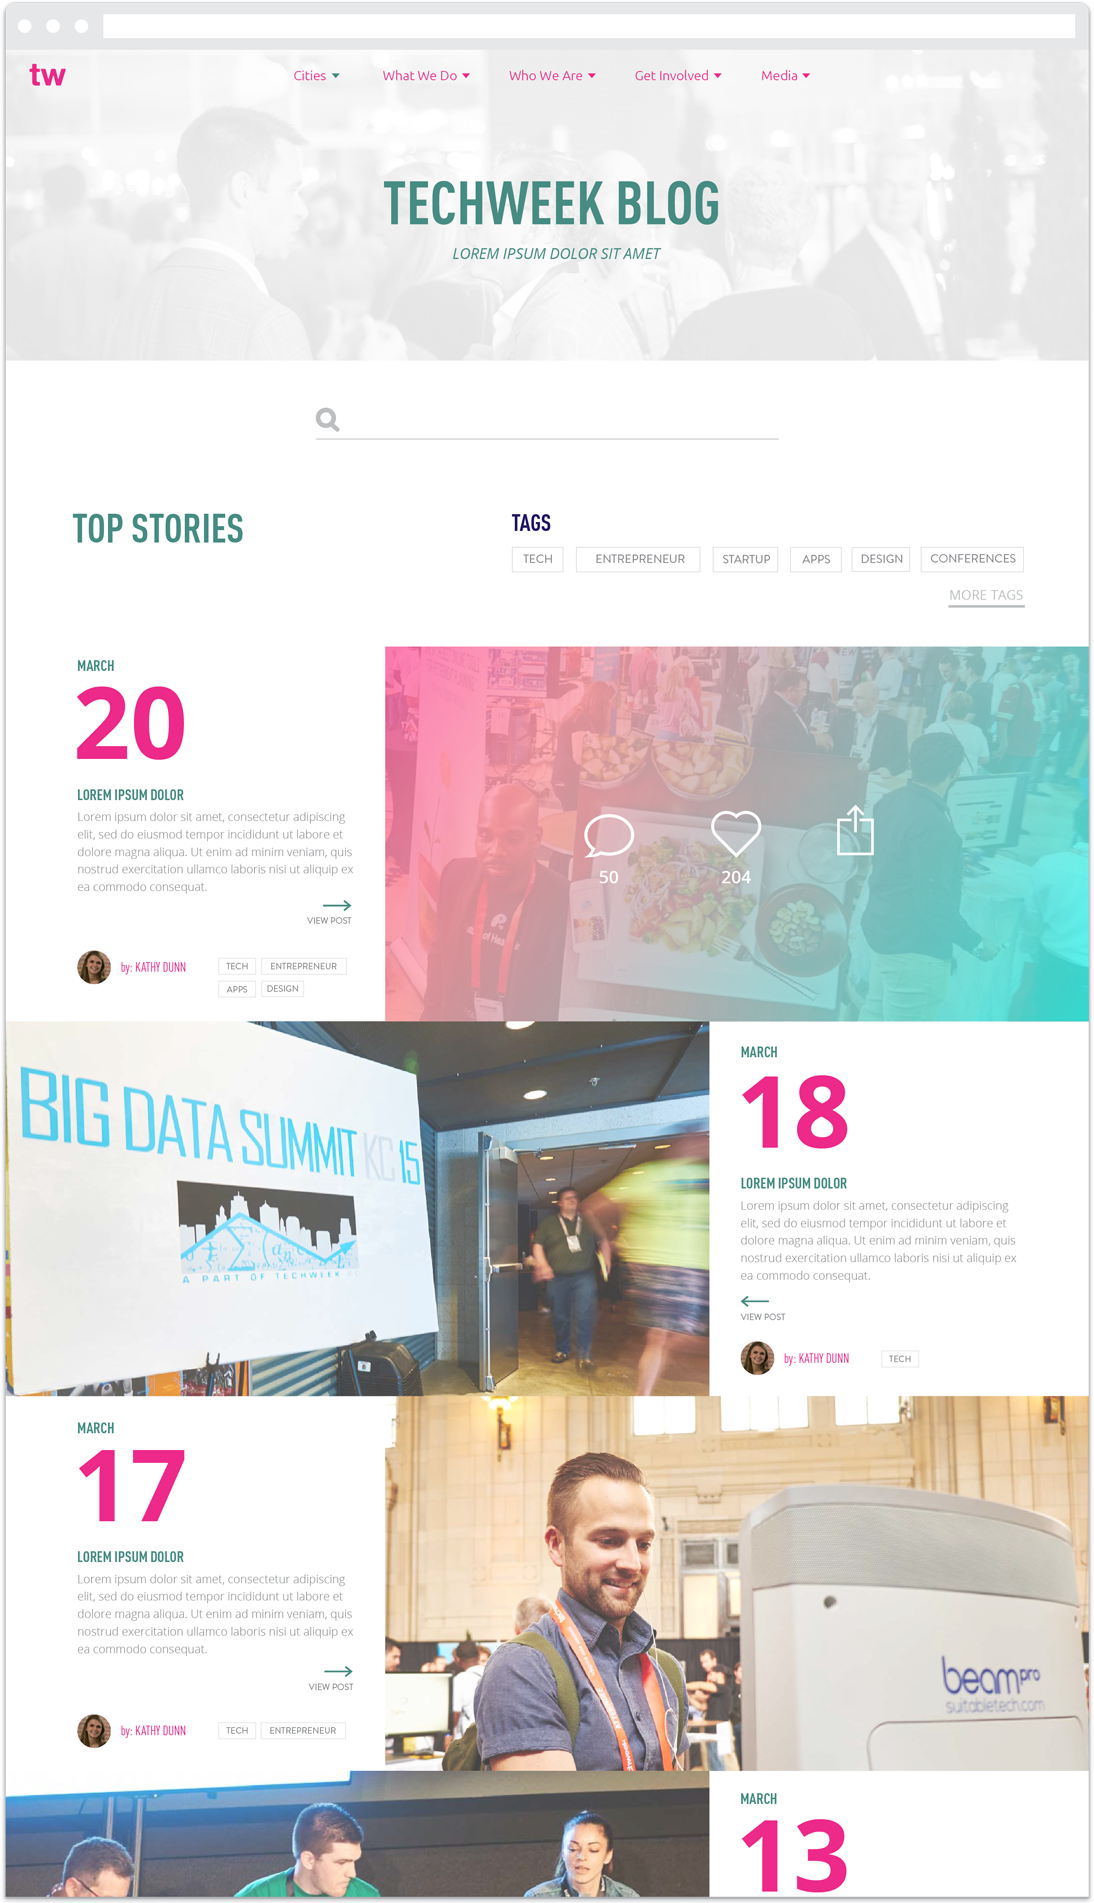 tw
Cities
What We Do
Who We Are
Get Involved
Media
TECHWEEK BLOG
LOREM IPSUM DOLOR SIT AMET
TOP STORIES
TAGS
TECH
ENTREPRENEUR
STARTUP
APPS
DESIGN
CONFERENCES
MORE TAGS
MARCH
20
LOREM IPSUM DOLOR
Lorem ipsum dolor sit amet, consectetur adipiscing
elit, sed do eiusmod tempor incididunt ut labore et
dolore magna aliqua. Ut enim ad minim veniam, quis
nostrud exercitation ullamco laboris nisi ut aliquip ex
ea commodo consequat.
VIEW POST
by: KATHY DUNN
TECH
ENTREPRENEUR
APPS
DESIGN
50
204
BIG DATA SUMMIT KC 15
A PART OF TECHWEEK
MARCH
18
LOREM IPSUM DOLOR
Lorem ipsum dolor sit amet, consectetur adipiscing
elit, sed do eiusmod tempor incididunt ut labore et
dolore magna aliqua. Ut enim ad minim veniam, quis
nostrud exercitation ullamco laboris nisi ut aliquip ex
ea commodo consequat.
VIEW POST
by: KATHY DUNN
TECH
MARCH
17
LOREM IPSUM DOLOR
Lorem ipsum dolor sit amet, consectetur adipiscing
elit, sed do eiusmod tempor incididunt ut labore et
dolore magna aliqua. Ut enim ad minim veniam, quis
nostrud exercitation ullamco laboris nisi ut aliquip ex
ea commodo consequat.
VIEW POST
by: KATHY DUNN
TECH
ENTREPRENEUR
beampro
suitabletech.com
MARCH
13